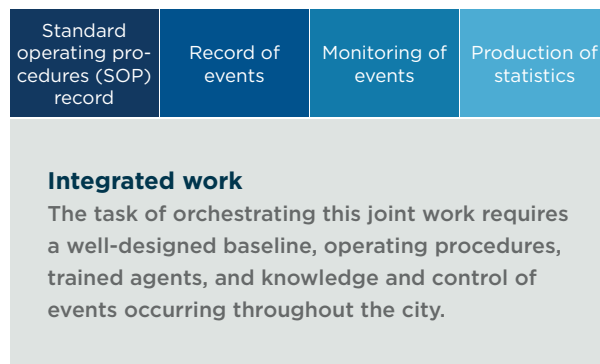 Standard
operating pro-
cedures (SOP)
record
Record of
events
Monitoring of
events
Production of
statistics
Integrated work
The task of orchestrating this joint work requires
a well-designed baseline, operating procedures,
trained agents, and knowledge and control of
events occurring throughout the city.